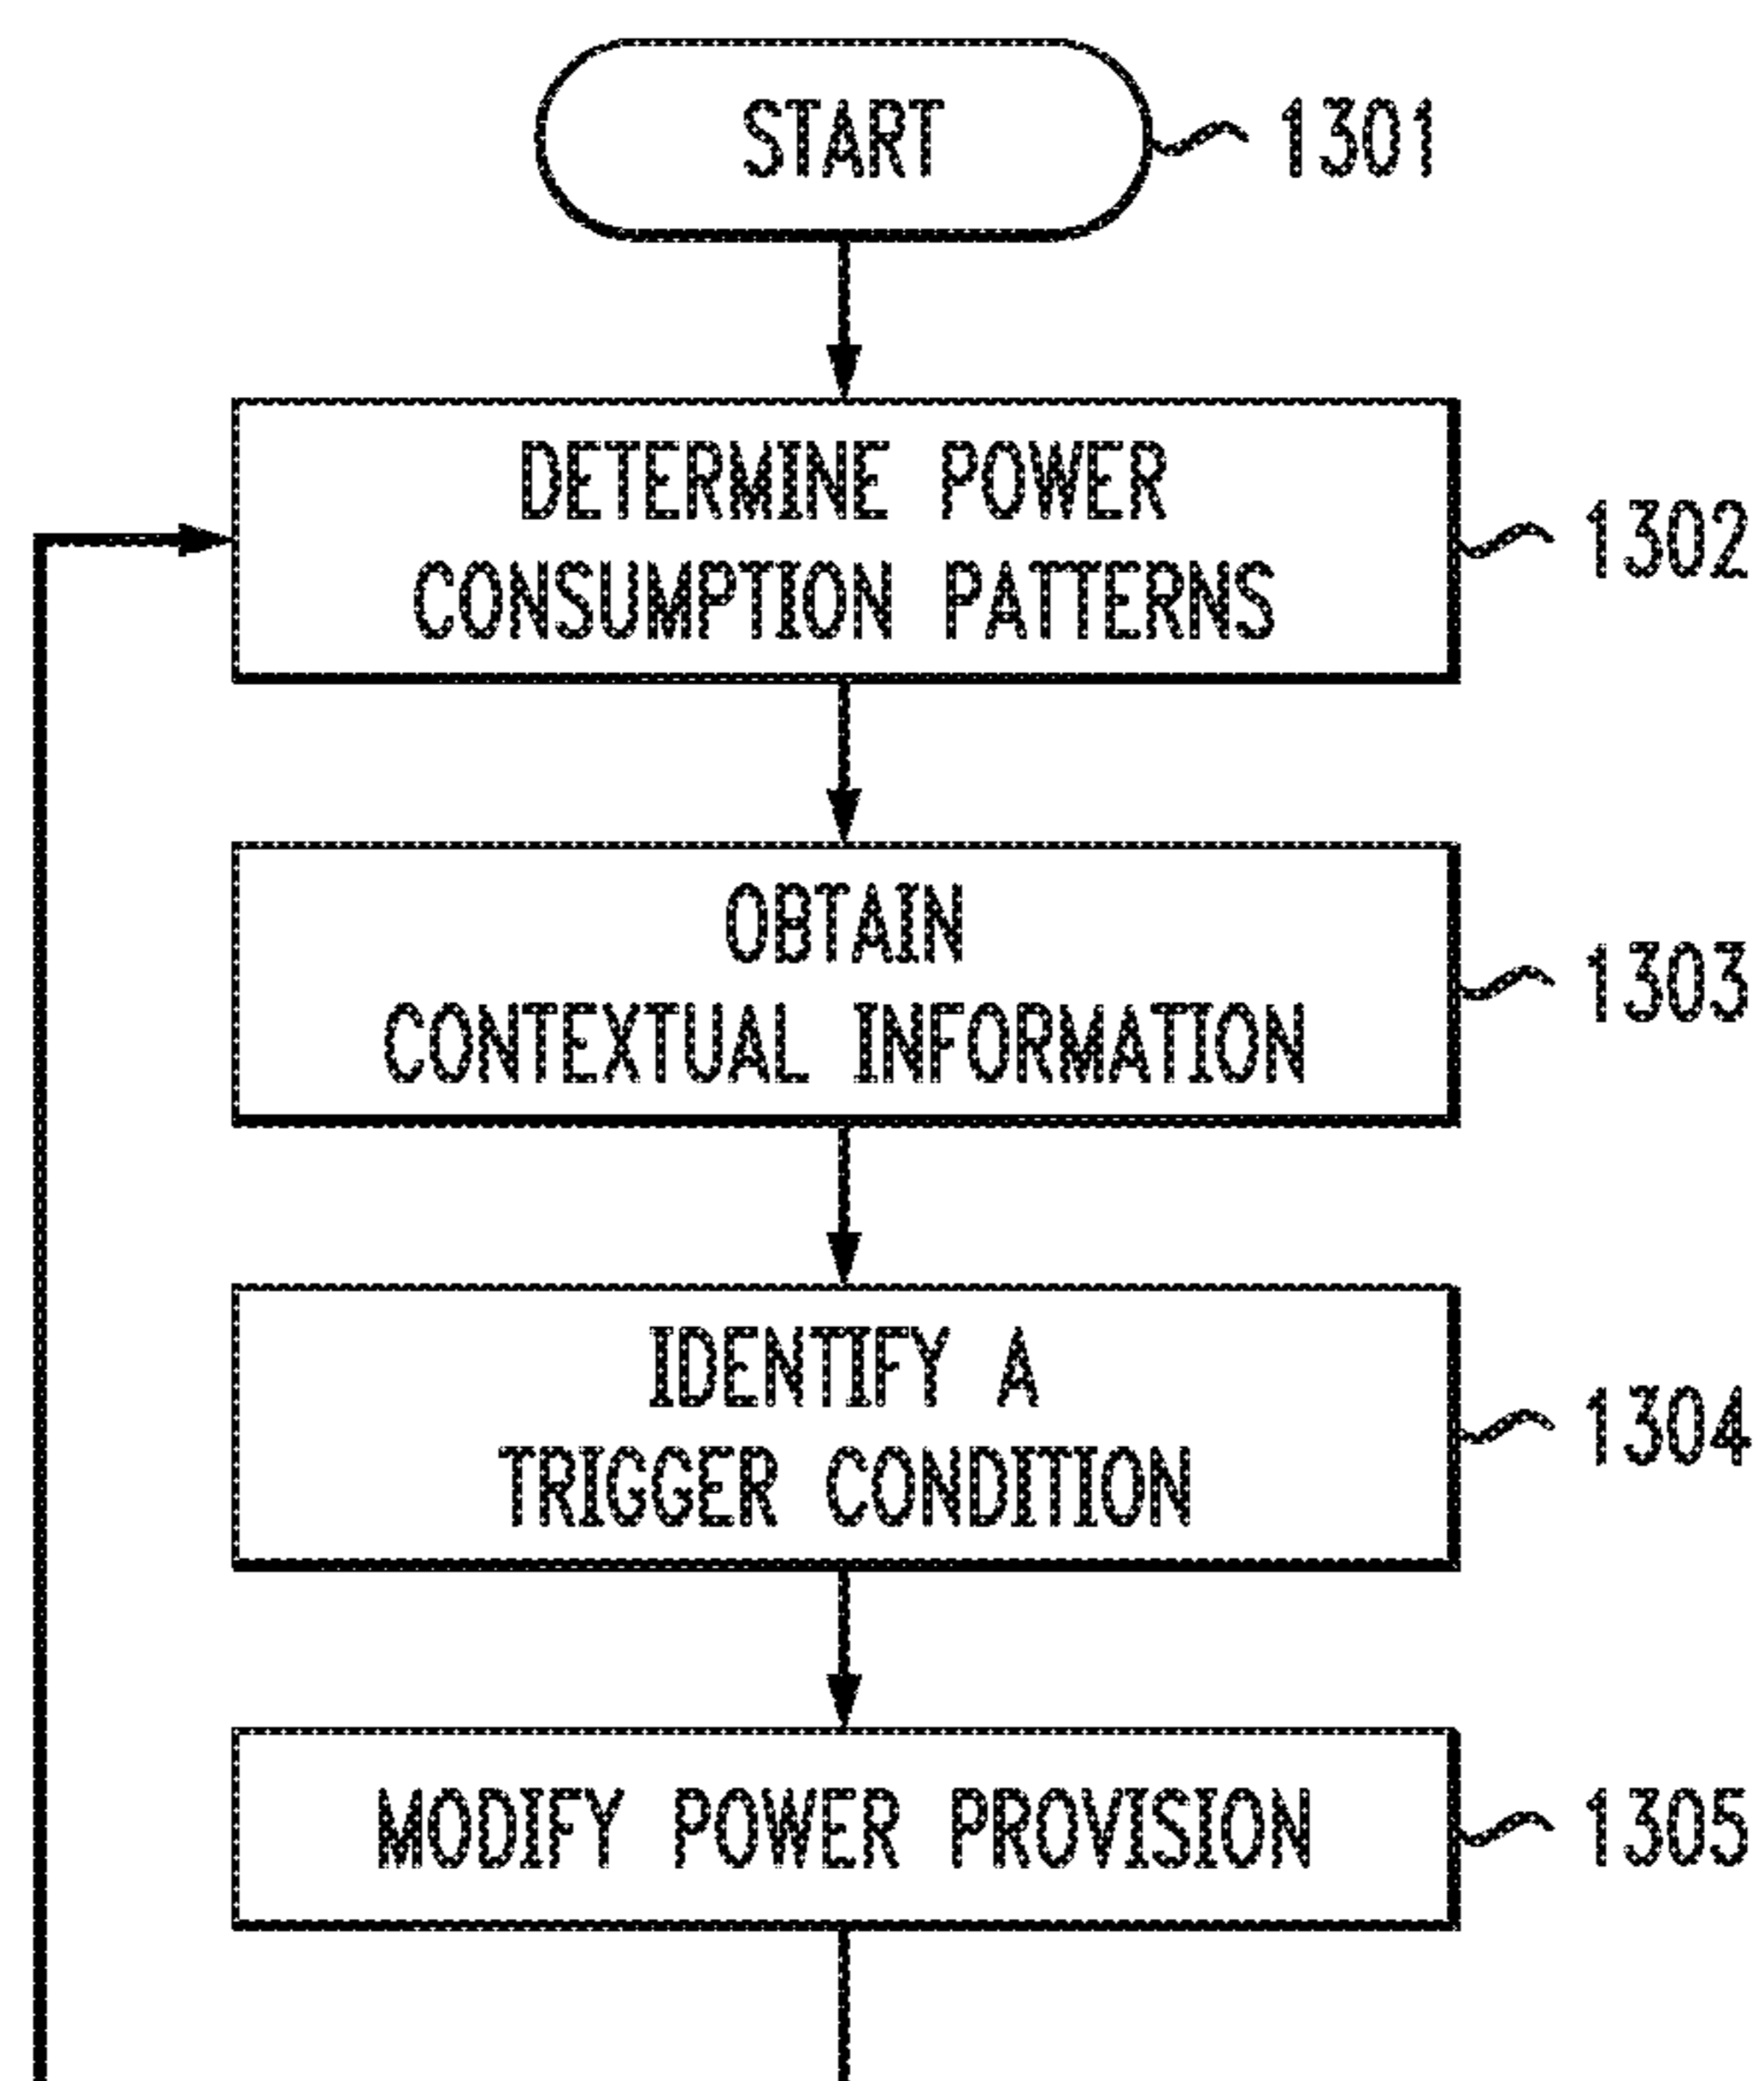 START
1301
DETERMINE POWER
CONSUMPTION PATTERNS
1302
OBTAIN
CONTEXTUAL INFORMATION
1303
IDENTIFY A
TRIGGER CONDITION
1304
MODIFY POWER PROVISION
1305